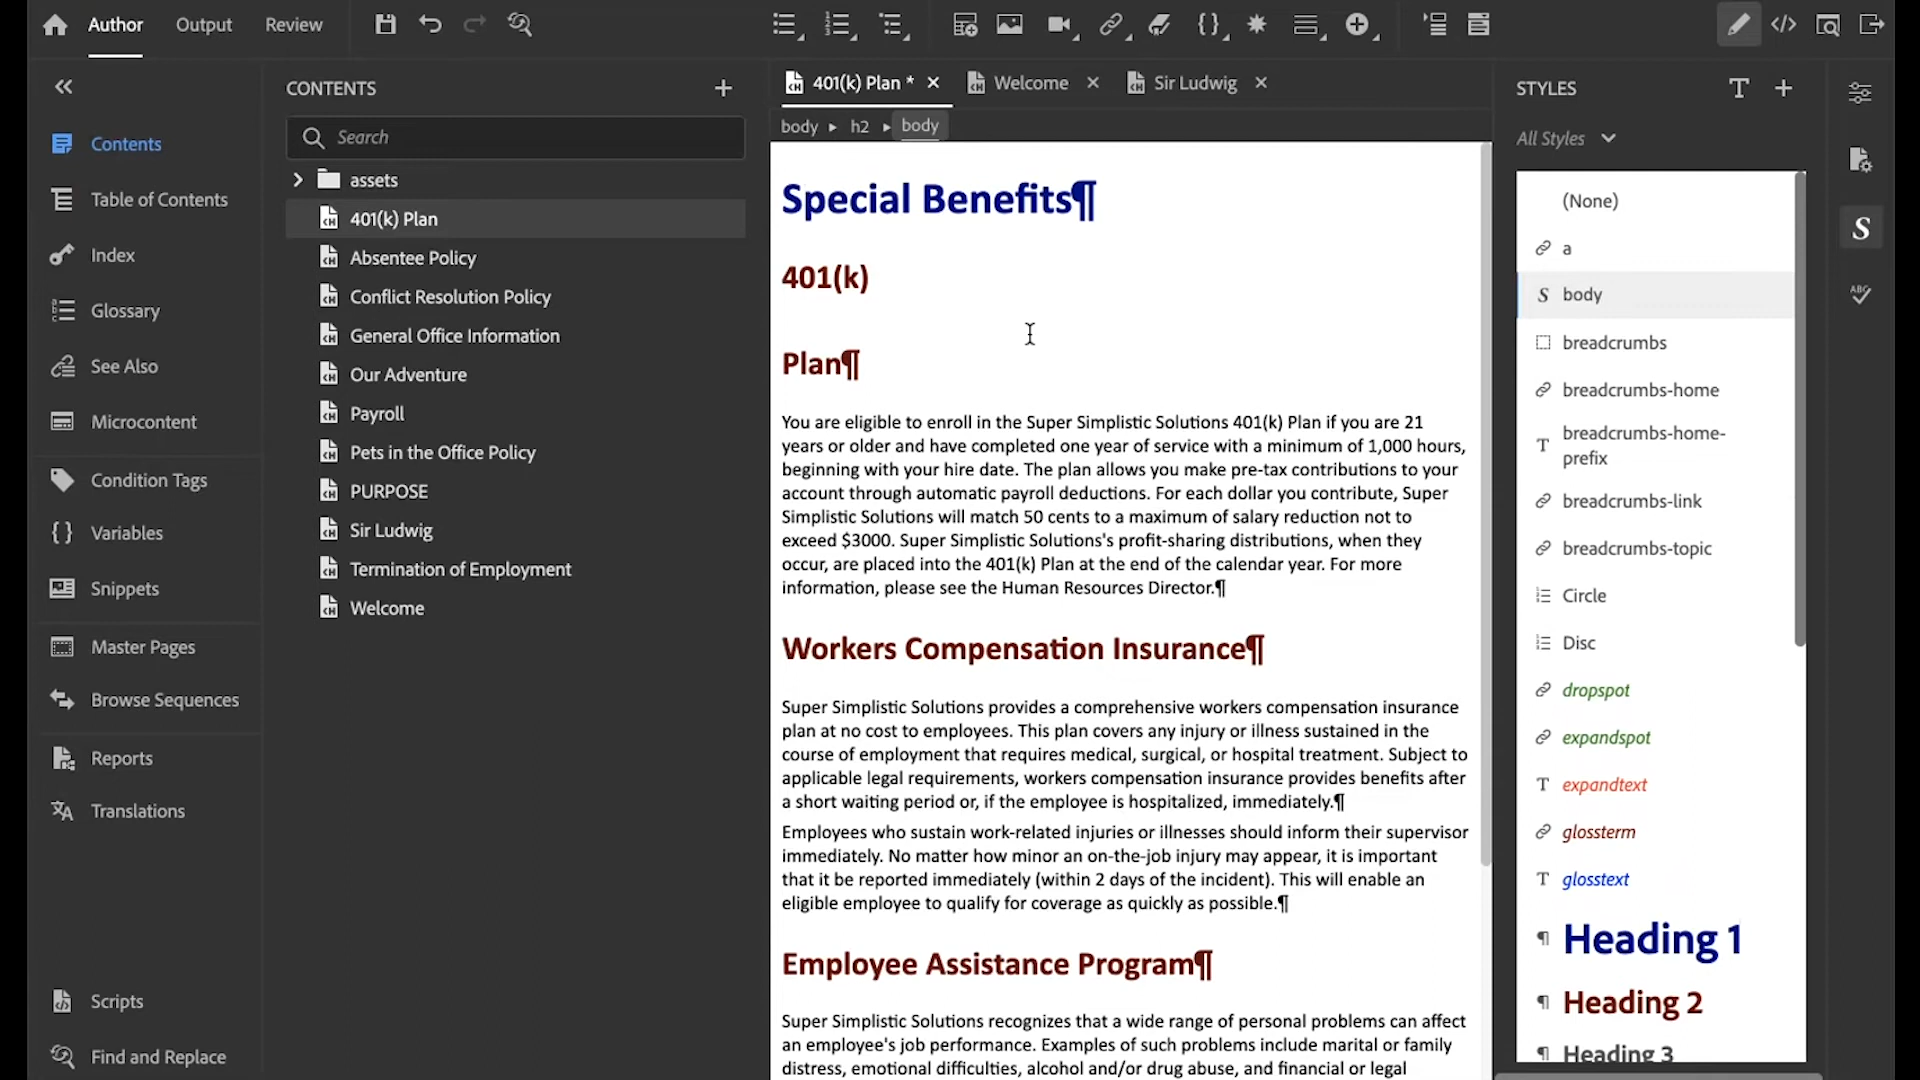 Author Output Review
CONTENTS
Search
assets
401(k) Plan
Absentee Policy
Conflict Resolution Policy
General Office Information
Our Adventure
Payroll
Pets in the Office Policy
PURPOSE
Sir Ludwig
Termination of Employment
Welcome
Contents
Table of Contents
Index
Glossary
See Also
Microcontent
Condition Tags
Variables
Snippets
Master Pages
Browse Sequences
Reports
Translations
Scripts
Find and Replace
401(k) Plan * Welcome Sir Ludwig
body h2 body
Special Benefits¶
401(k)
Plan¶
You are eligible to enroll in the Super Simplistic Solutions 401(k) Plan if you are 21
years or older and have completed one year of service with a minimum of 1,000 hours,
beginning with your hire date. The plan allows you make pre-tax contributions to your
account through automatic payroll deductions. For each dollar you contribute, Super
Simplistic Solutions will match 50 cents to a maximum of salary reduction not to
exceed $3000. Super Simplistic Solutions's profit-sharing distributions, when they
occur, are placed into the 401(k) Plan at the end of the calendar year. For more
information, please see the Human Resources Director.¶
Workers Compensation Insurance¶
Super Simplistic Solutions provides a comprehensive workers compensation insurance
plan at no cost to employees. This plan covers any injury or illness sustained in the
course of employment that requires medical, surgical, or hospital treatment. Subject to
applicable legal requirements, workers compensation insurance provides benefits after
a short waiting period or, if the employee is hospitalized, immediately.¶
Employees who sustain work-related injuries or illnesses should inform their supervisor
immediately. No matter how minor an on-the-job injury may appear, it is important
that it be reported immediately (within 2 days of the incident). This will enable an
eligible employee to qualify for coverage as quickly as possible.¶
Employee Assistance Program¶
Super Simplistic Solutions recognizes that a wide range of personal problems can affect
an employee's job performance. Examples of such problems include marital or family
distress, emotional difficulties, alcohol and/or drug abuse, and financial or legal
STYLES
All Styles
(None)
a
body
breadcrumbs
breadcrumbs-home
breadcrumbs-home-
prefix
breadcrumbs-link
breadcrumbs-topic
Circle
Disc
dropspot
expandspot
expandtext
glossterm
glosstext
¶ Heading 1
¶ Heading 2
¶ Heading 3
ABC